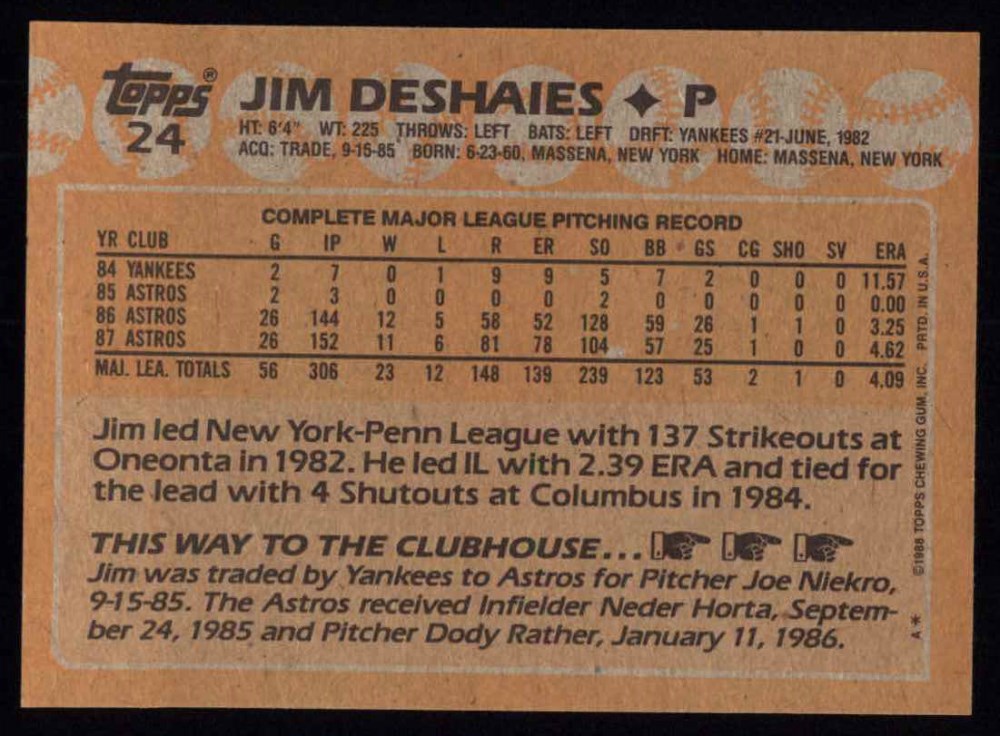 topps® JIM DESHAIES ✦ P
24
HT: 6'4" WT: 225 THROWS: LEFT BATS: LEFT DRFT: YANKEES #21-JUNE, 1982
ACQ: TRADE, 9-15-85 BORN: 6-23-60, MASSENA, NEW YORK HOME: MASSENA, NEW YORK
COMPLETE MAJOR LEAGUE PITCHING RECORD
YR CLUB G IP W L R ER SO BB GS CG SHO SV ERA
84 YANKEES 2 7 0 1 9 9 5 7 2 0 0 0 11.57
85 ASTROS 2 3 0 0 0 0 2 0 0 0 0 0 0.00
86 ASTROS 26 144 12 5 58 52 128 59 26 1 1 0 3.25
87 ASTROS 26 152 11 6 81 78 104 57 25 1 0 0 4.62
MAJ. LEA. TOTALS 56 306 23 12 148 139 239 123 53 2 1 0 4.09
Jim led New York-Penn League with 137 Strikeouts at
Oneonta in 1982. He led IL with 2.39 ERA and tied for
the lead with 4 Shutouts at Columbus in 1984.
THIS WAY TO THE CLUBHOUSE...
Jim was traded by Yankees to Astros for Pitcher Joe Niekro,
9-15-85. The Astros received Infielder Neder Horta, Septem-
ber 24, 1985 and Pitcher Dody Rather, January 11, 1986.
A * ©1988 TOPPS CHEWING GUM, INC. PRTD. IN U.S.A.